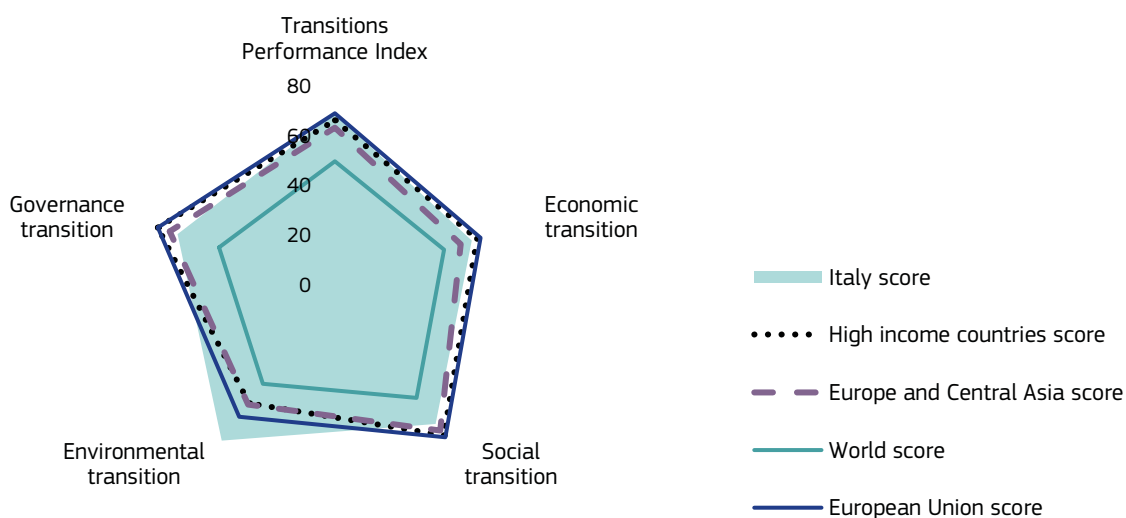 Transitions
Performance Index
80
60
40
20
0
Governance
transition
Economic
transition
Environmental
transition
Social
transition
Italy score
High income countries score
Europe and Central Asia score
World score
European Union score